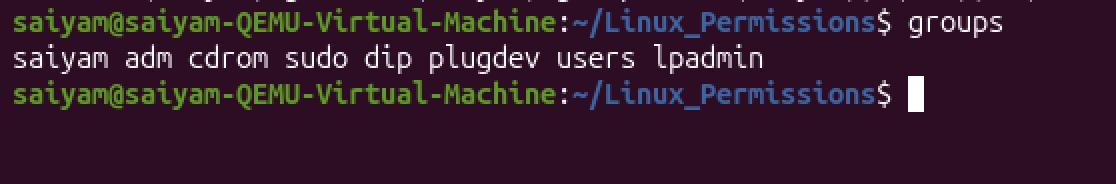 saiyam@saiyam-QEMU-Virtual-Machine:~/Linux_Permissions$ groups
saiyam adm cdrom sudo dip plugdev users lpadmin
saiyam@saiyam-QEMU-Virtual-Machine:~/Linux_Permissions$